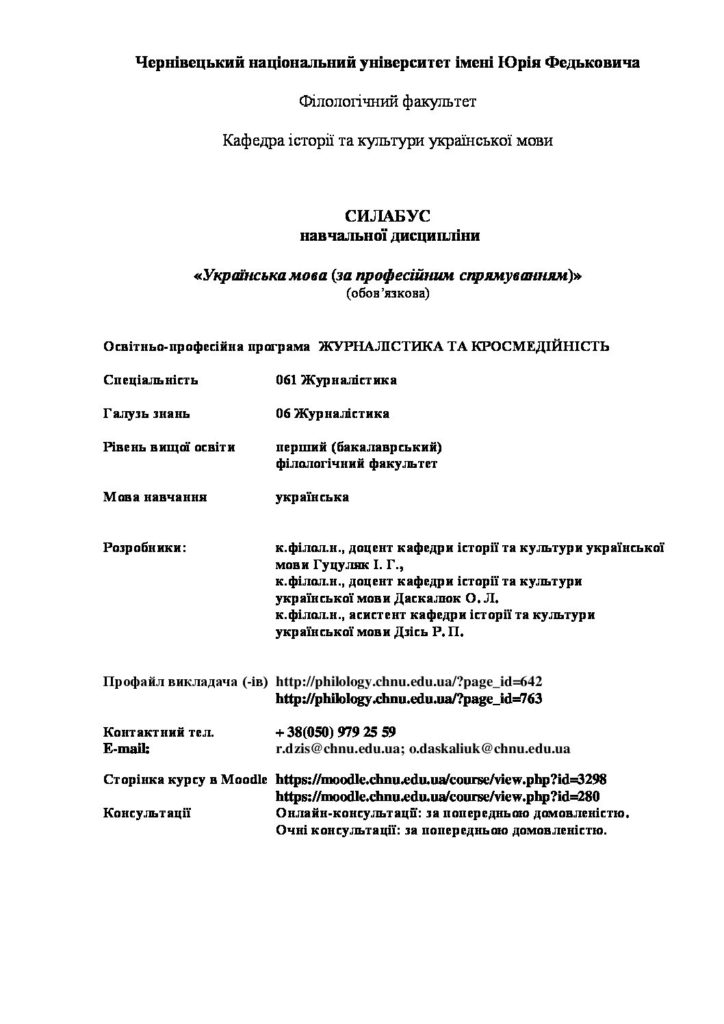 Чернівецький національний університет імені Юрія Федьковича
Філологічний факультет
Кафедра історії та культури української мови
СИЛАБУС
навчальної дисципліни
«Українська мова (за професійним спрямуванням)»
(обов’язкова)
Освітньо-професійна програма ЖУРНАЛІСТИКА ТА КРОСМЕДІЙНІСТЬ
Спеціальність 061 Журналістика
Галузь знань 06 Журналістика
Рівень вищої освіти перший (бакалаврський)
філологічний факультет
Мова навчання українська
Розробники: к.філол.н., доцент кафедри історії та культури української
мови Гуцуляк І. Г.,
к.філол.н., доцент кафедри історії та культури
української мови Даскалюк О. Л.
к.філол.н., асистент кафедри історії та культури
української мови Дзісь Р. П.
Профайл викладача (-ів) http://philology.chnu.edu.ua/?page_id=642
http://philology.chnu.edu.ua/?page_id=763
Контактний тел. + 38(050) 979 25 59
E-mail: r.dzis@chnu.edu.ua; o.daskaliuk@chnu.edu.ua
Сторінка курсу в Moodle https://moodle.chnu.edu.ua/course/view.php?id=3298
https://moodle.chnu.edu.ua/course/view.php?id=280
Консультації Онлайн-консультації: за попередньою домовленістю.
Очні консультації: за попередньою домовленістю.